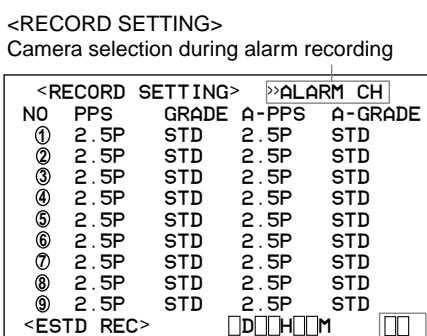 <RECORD SETTING>
Camera selection during alarm recording
<RECORD SETTING> »ALARM CH
NO PPS GRADE A-PPS A-GRADE
① 2.5P STD 2.5P STD
② 2.5P STD 2.5P STD
③ 2.5P STD 2.5P STD
④ 2.5P STD 2.5P STD
⑤ 2.5P STD 2.5P STD
⑥ 2.5P STD 2.5P STD
⑦ 2.5P STD 2.5P STD
⑧ 2.5P STD 2.5P STD
⑨ 2.5P STD 2.5P STD
<ESTD REC> □D□□H□□M □□